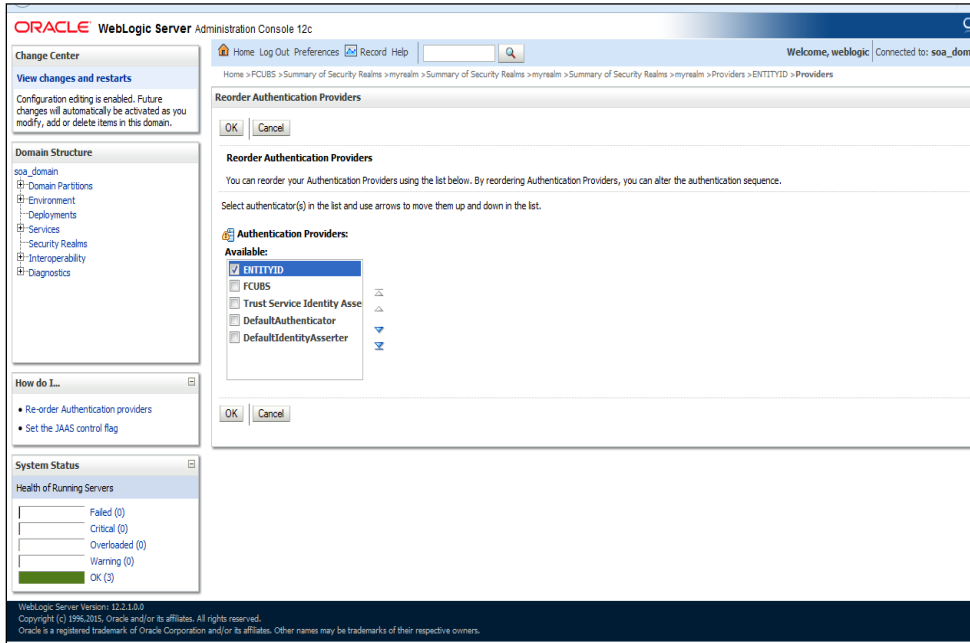 ORACLE WebLogic Server Administration Console 12c
Change Center
View changes and restarts
Configuration editing is enabled. Future
changes will automatically be activated as you
modify, add or delete items in this domain.
Domain Structure
soa_domain
Domain Partitions
Environment
Deployments
Services
Security Realms
Interoperability
Diagnostics
How do I...
Re-order Authentication providers
Set the JAAS control flag
System Status
Health of Running Servers
Failed (0)
Critical (0)
Overloaded (0)
Warning (0)
OK (3)
Home Log Out Preferences Record Help
Welcome, weblogic Connected to: soa_dom
Home >FCUBS >Summary of Security Realms >myrealm >Summary of Security Realms >myrealm >Summary of Security Realms >myrealm >Providers >ENTITYID >Providers
Reorder Authentication Providers
OK Cancel
Reorder Authentication Providers
You can reorder your Authentication Providers using the list below. By reordering Authentication Providers, you can alter the authentication sequence.
Select authenticator(s) in the list and use arrows to move them up and down in the list.
Authentication Providers:
Available:
ENTITYID
FCUBS
Trust Service Identity Asse
DefaultAuthenticator
DefaultIdentityAsserter
OK Cancel
WebLogic Server Version: 12.2.1.0.0
Copyright (c) 1996,2015, Oracle and/or its affiliates. All rights reserved.
Oracle is a registered trademark of Oracle Corporation and/or its affiliates. Other names may be trademarks of their respective owners.